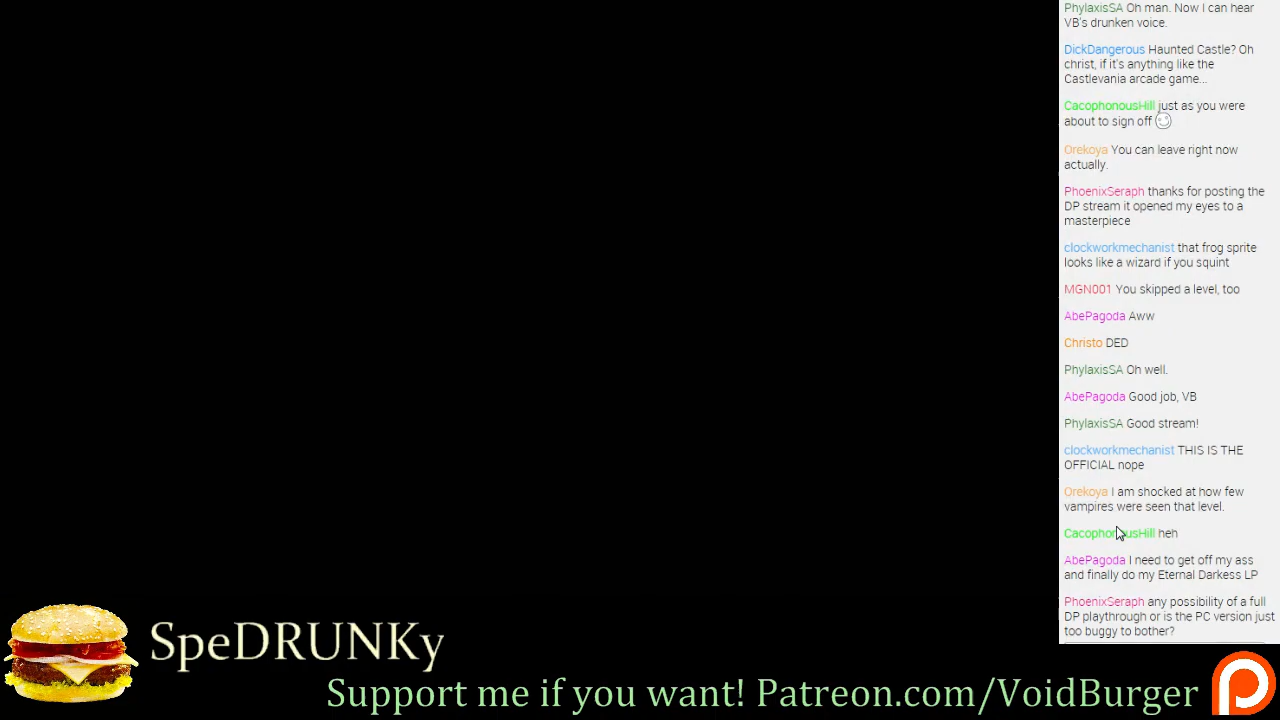 PhylaxisSA Oh man. Now I can hear
VB's drunken voice.
DickDangerous Haunted Castle? Oh
christ, if it's anything like the
Castlevania arcade game...
CacophonousHill just as you were
about to sign off
Orekoya You can leave right now
actually.
PhoenixSeraph thanks for posting the
DP stream it opened my eyes to a
masterpiece
clockworkmechanist that frog sprite
looks like a wizard if you squint
MGN001 You skipped a level, too
AbePagoda Aww
Christo DED
PhylaxisSA Oh well.
AbePagoda Good job, VB
PhylaxisSA Good stream!
clockworkmechanist THIS IS THE
OFFICIAL nope
Orekoya I am shocked at how few
vampires were seen that level.
CacophonousHill heh
AbePagoda I need to get off my ass
and finally do my Eternal Darkess LP
PhoenixSeraph any possibility of a full
DP playthrough or is the PC version just
too buggy to bother?
SpeDRUNKy
Support me if you want! Patreon.com/VoidBurger